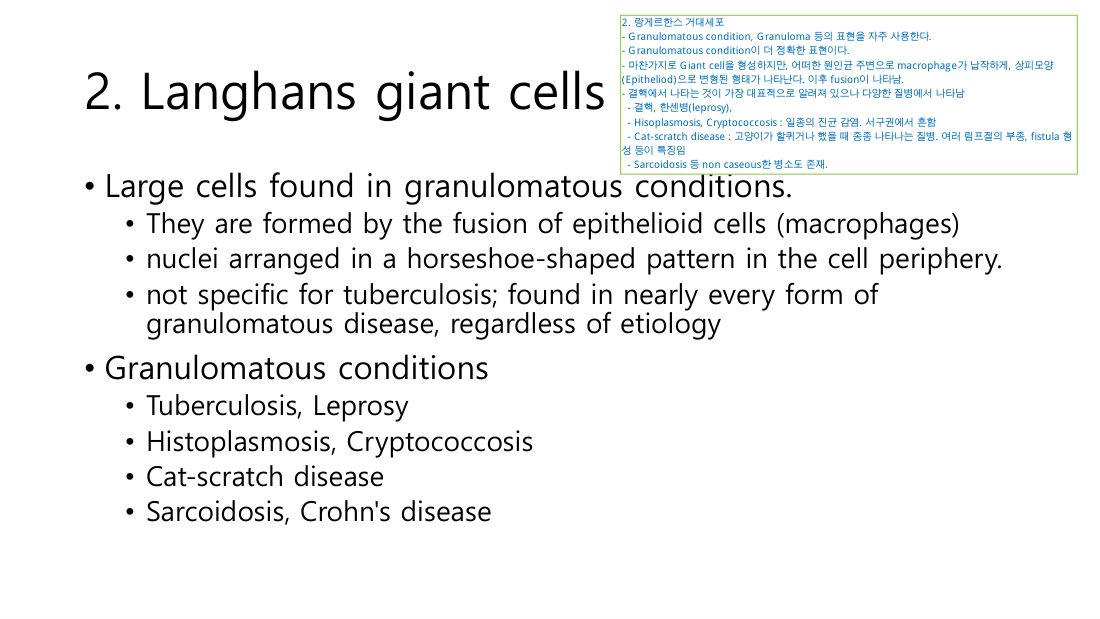 2. Langhans giant cells
2. 랑게르한스 거대세포
- Granulomatous condition, Granuloma 등의 표현을 자주 사용한다.
- Granulomatous condition이 더 정확한 표현이다.
- 마찬가지로 Giant cell을 형성하지만, 어떠한 원인균 주변으로 macrophage가 납작하게, 상피모양
(Epitheliod)으로 변형된 형태가 나타난다. 이후 fusion이 나타남.
- 결핵에서 나타는 것이 가장 대표적으로 알려져 있으나 다양한 질병에서 나타남
- 결핵, 한센병(leprosy),
- Hisoplasmosis, Cryptococcosis : 일종의 진균 감염. 서구권에서 흔함
- Cat-scratch disease : 고양이가 할퀴거나 했을 때 종종 나타나는 질병. 여러 림프절의 부종, fistula 형
성 등이 특징임
- Sarcoidosis 등 non caseous한 병소도 존재.
• Large cells found in granulomatous conditions.
• They are formed by the fusion of epithelioid cells (macrophages)
• nuclei arranged in a horseshoe-shaped pattern in the cell periphery.
• not specific for tuberculosis; found in nearly every form of
granulomatous disease, regardless of etiology
• Granulomatous conditions
• Tuberculosis, Leprosy
• Histoplasmosis, Cryptococcosis
• Cat-scratch disease
• Sarcoidosis, Crohn's disease